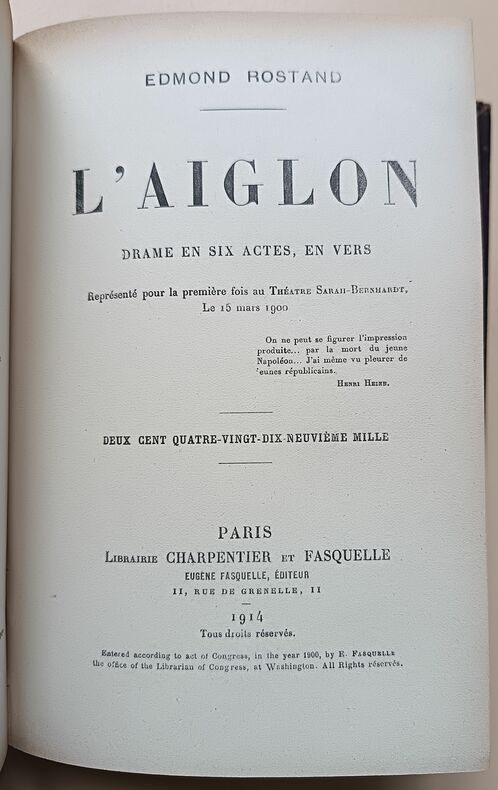 EDMOND ROSTAND
L'AIGLON
DRAME EN SIX ACTES, EN VERS
Représenté pour la première fois au THÉATRE SARAH-BERNHARDT,
Le 15 mars 1900
On ne peut se figurer l'impression
produite... par la mort du jeune
Napoléon... J'ai même vu pleurer de
'eunes républicains.
HENRI HEINE.
DEUX CENT QUATRE-VINGT-DIX-NEUVIÈME MILLE
PARIS
LIBRAIRIE CHARPENTIER ET FASQUELLE
EUGÈNE FASQUELLE, ÉDITEUR
11, RUE DE GRENELLE, 11
1914
Tous droits réservés.
Entered according to act of Congress, in the year 1900, by E. FASQUELLE
the office of the Librarian of Congress, at Washington. All Rights réservés.